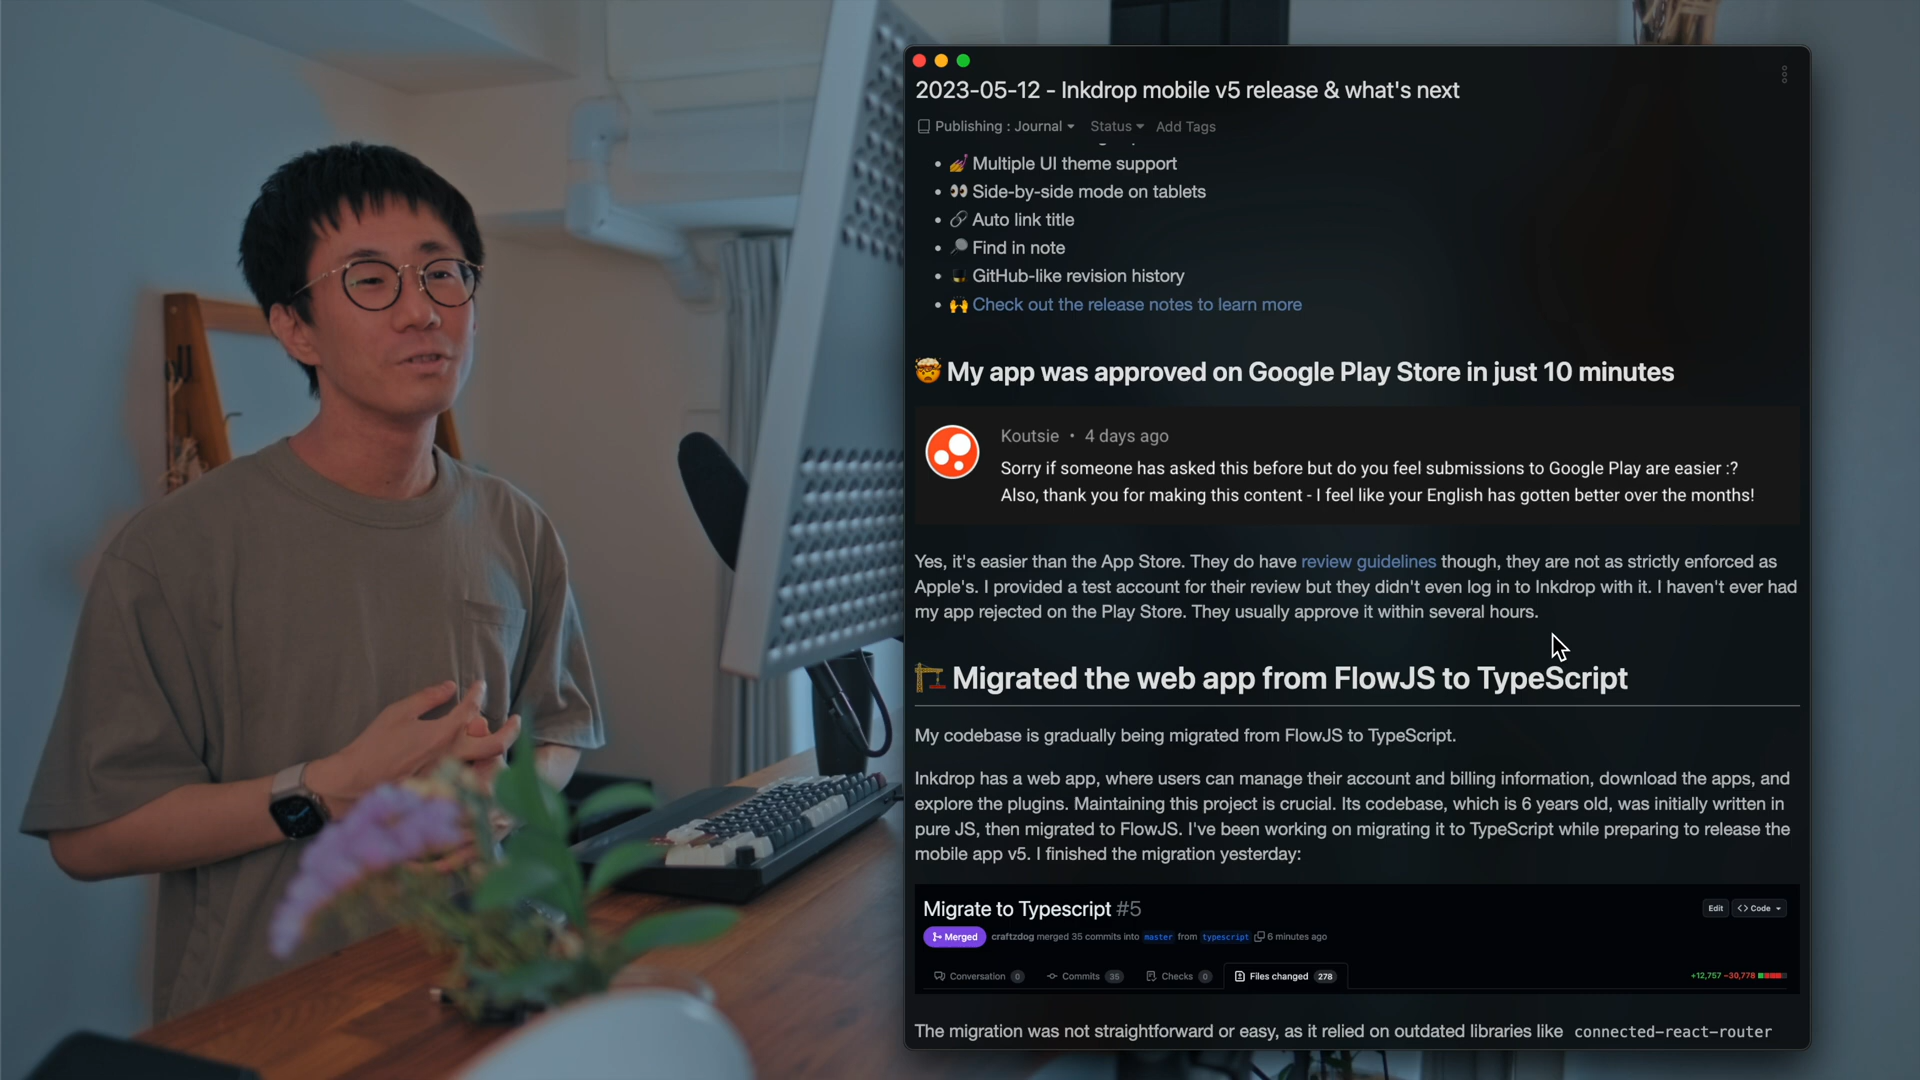 2023-05-12 - Inkdrop mobile v5 release & what's next
Publishing : Journal Status Add Tags
• 💅 Multiple UI theme support
• 👀 Side-by-side mode on tablets
• 🔗 Auto link title
• 🔎 Find in note
• GitHub-like revision history
• 🙌 Check out the release notes to learn more
🤯 My app was approved on Google Play Store in just 10 minutes
Koutsie • 4 days ago
Sorry if someone has asked this before but do you feel submissions to Google Play are easier :?
Also, thank you for making this content - I feel like your English has gotten better over the months!
Yes, it's easier than the App Store. They do have review guidelines though, they are not as strictly enforced as
Apple's. I provided a test account for their review but they didn't even log in to Inkdrop with it. I haven't ever had
my app rejected on the Play Store. They usually approve it within several hours.
🏗️ Migrated the web app from FlowJS to TypeScript
My codebase is gradually being migrated from FlowJS to TypeScript.
Inkdrop has a web app, where users can manage their account and billing information, download the apps, and
explore the plugins. Maintaining this project is crucial. Its codebase, which is 6 years old, was initially written in
pure JS, then migrated to FlowJS. I've been working on migrating it to TypeScript while preparing to release the
mobile app v5. I finished the migration yesterday:
Migrate to Typescript #5
Edit <> Code
Merged craftzdog merged 35 commits into master from typescript 6 minutes ago
Conversation 0 Commits 35 Checks 0 Files changed 278
+12,757 −30,778
The migration was not straightforward or easy, as it relied on outdated libraries like connected-react-router